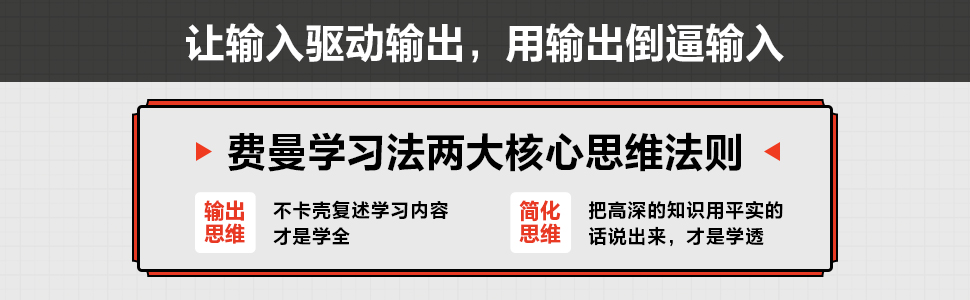 让输入驱动输出，用输出倒逼输入
费曼学习法两大核心思维法则
输出
思维
不卡壳复述学习内容
才是学全
简化
思维
把高深的知识用平实的
话说出来，才是学透